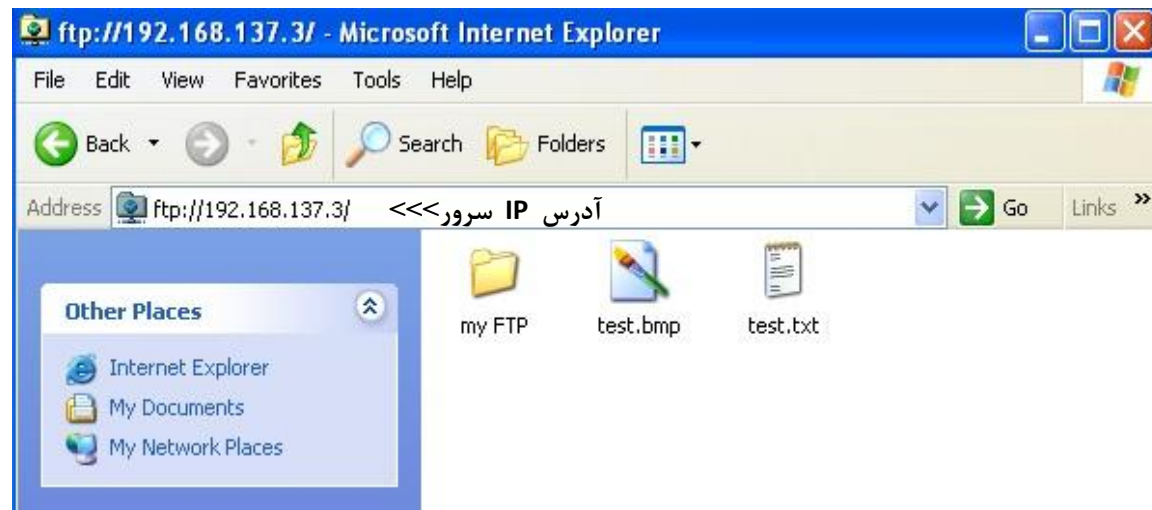 ftp://192.168.137.3/ - Microsoft Internet Explorer
File Edit View Favorites Tools Help
Back Search Folders
Address ftp://192.168.137.3/ <<<آدرس IP سرور Go Links »
Other Places
Internet Explorer
My Documents
My Network Places
my FTP test.bmp test.txt